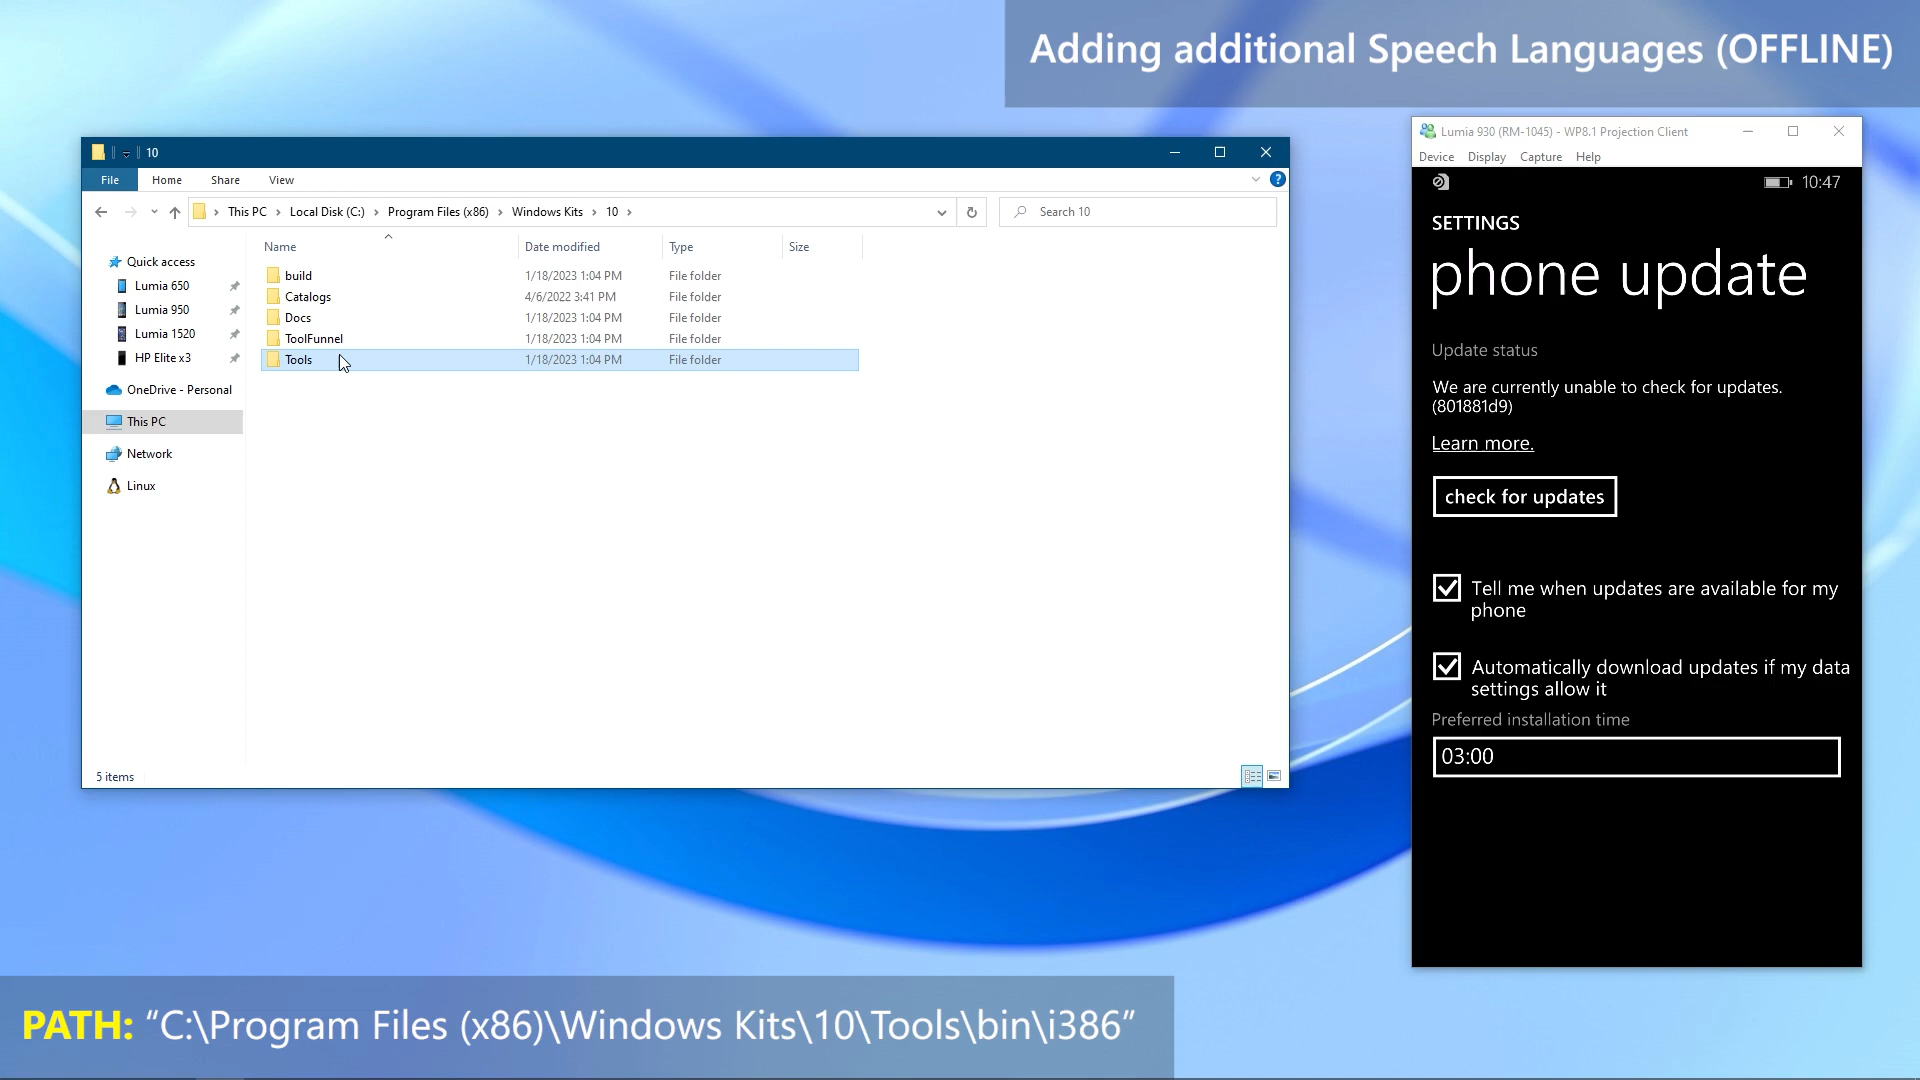 Adding additional Speech Languages (OFFLINE)
10
File Home Share View
This PC Local Disk (C:) Program Files (x86) Windows Kits 10
Search 10
Name Date modified Type Size
build 1/18/2023 1:04 PM File folder
Catalogs 4/6/2022 3:41 PM File folder
Docs 1/18/2023 1:04 PM File folder
ToolFunnel 1/18/2023 1:04 PM File folder
Tools 1/18/2023 1:04 PM File folder
Quick access
Lumia 650
Lumia 950
Lumia 1520
HP Elite x3
OneDrive - Personal
This PC
Network
Linux
5 items
Lumia 930 (RM-1045) - WP8.1 Projection Client
Device Display Capture Help
10:47
SETTINGS
phone update
Update status
We are currently unable to check for updates.
(801881d9)
Learn more.
check for updates
Tell me when updates are available for my
phone
Automatically download updates if my data
settings allow it
Preferred installation time
03:00
PATH: “C:\Program Files (x86)\Windows Kits\10\Tools\bin\i386”